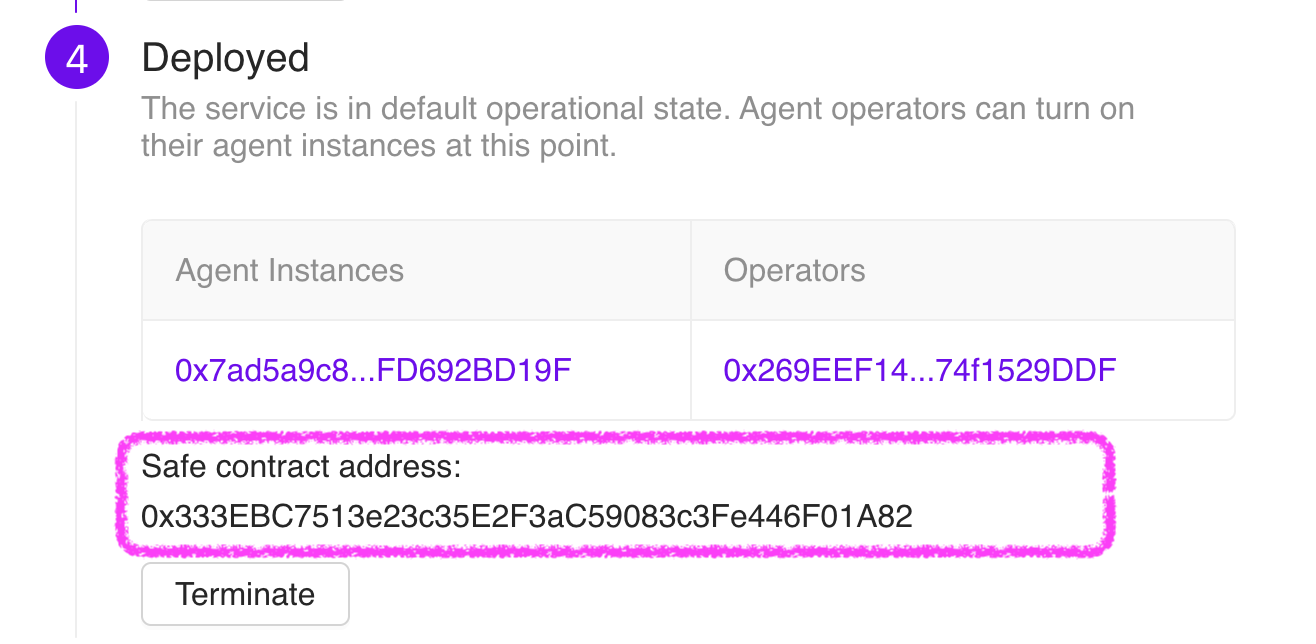 4
Deployed
The service is in default operational state. Agent operators can turn on
their agent instances at this point.
Agent Instances
Operators
0x7ad5a9c8...FD692BD19F
0x269EEF14...74f1529DDF
Safe contract address:
0x333EBC7513e23c35E2F3aC59083c3Fe446F01A82
Terminate